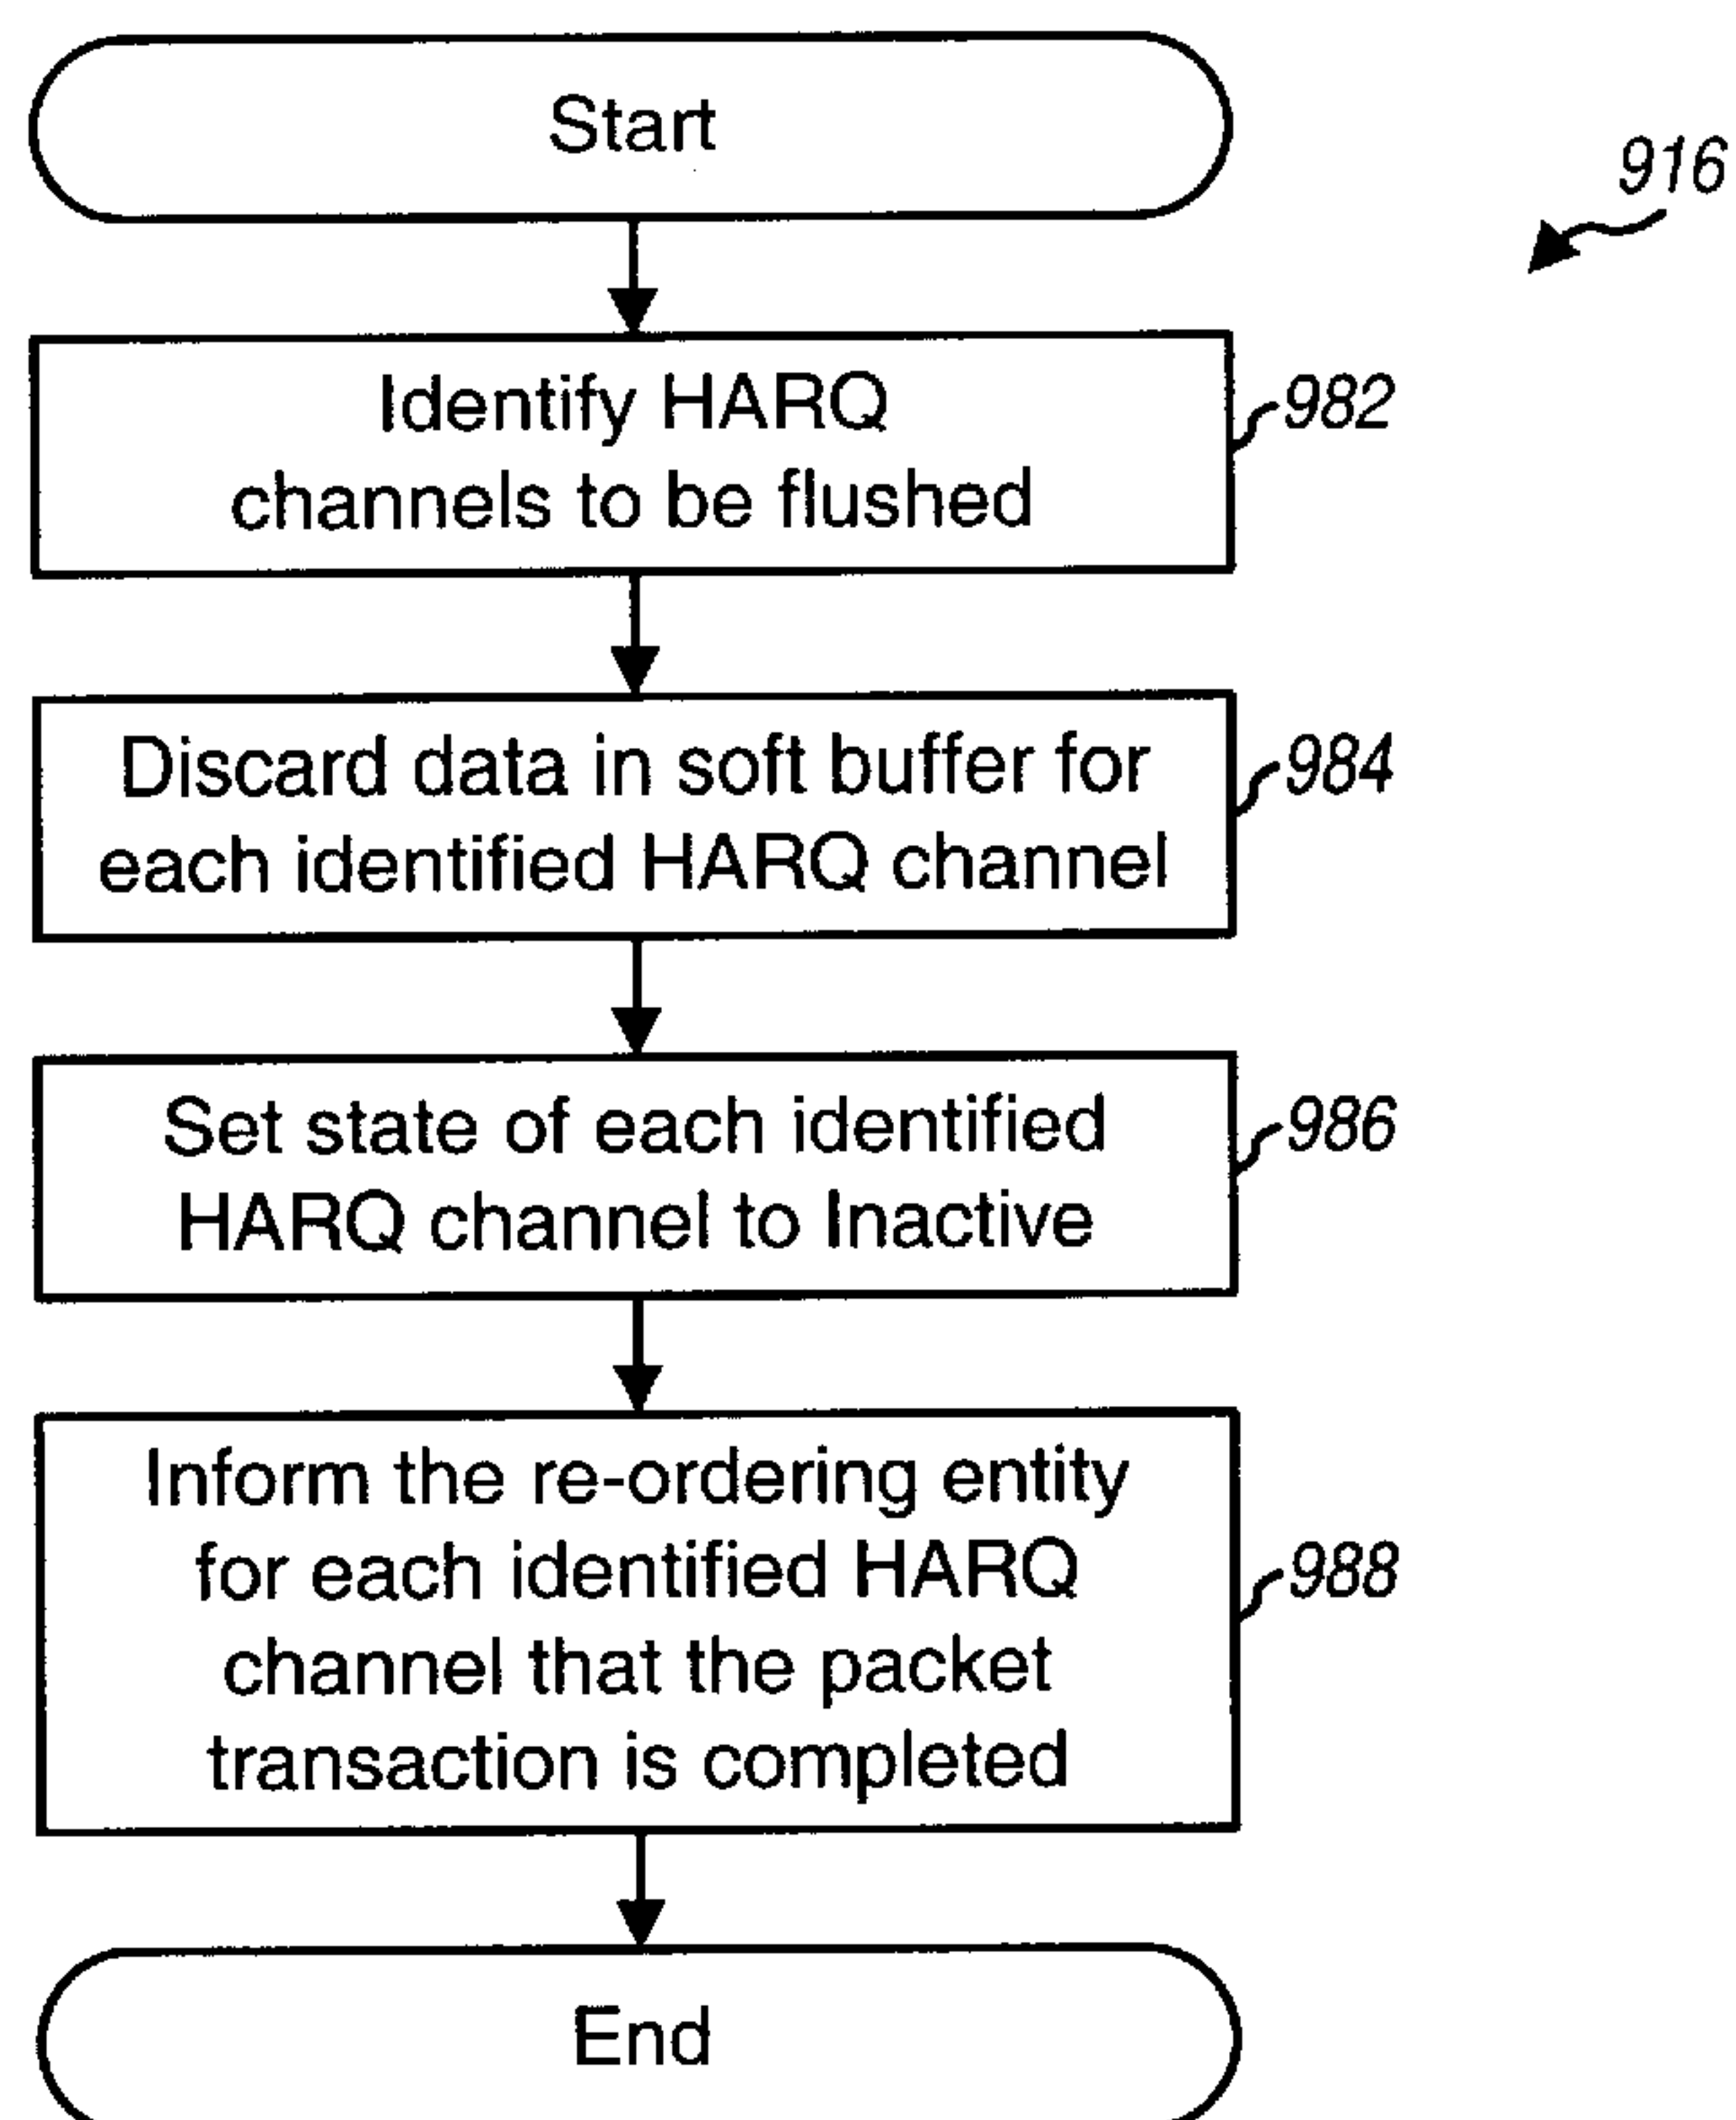 Start
916
Identify HARQ
channels to be flushed
982
Discard data in soft buffer for
each identified HARQ channel
984
Set state of each identified
HARQ channel to Inactive
986
Inform the re-ordering entity
for each identified HARQ
channel that the packet
transaction is completed
988
End